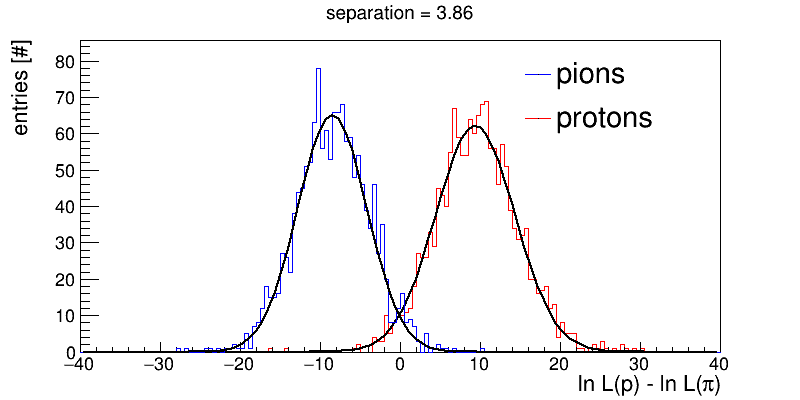 separation = 3.86
entries [#]
80
70
60
50
40
30
20
10
0
pions
protons
−40 −30 −20 −10 0 10 20 30 40
ln L(p) - ln L(π)